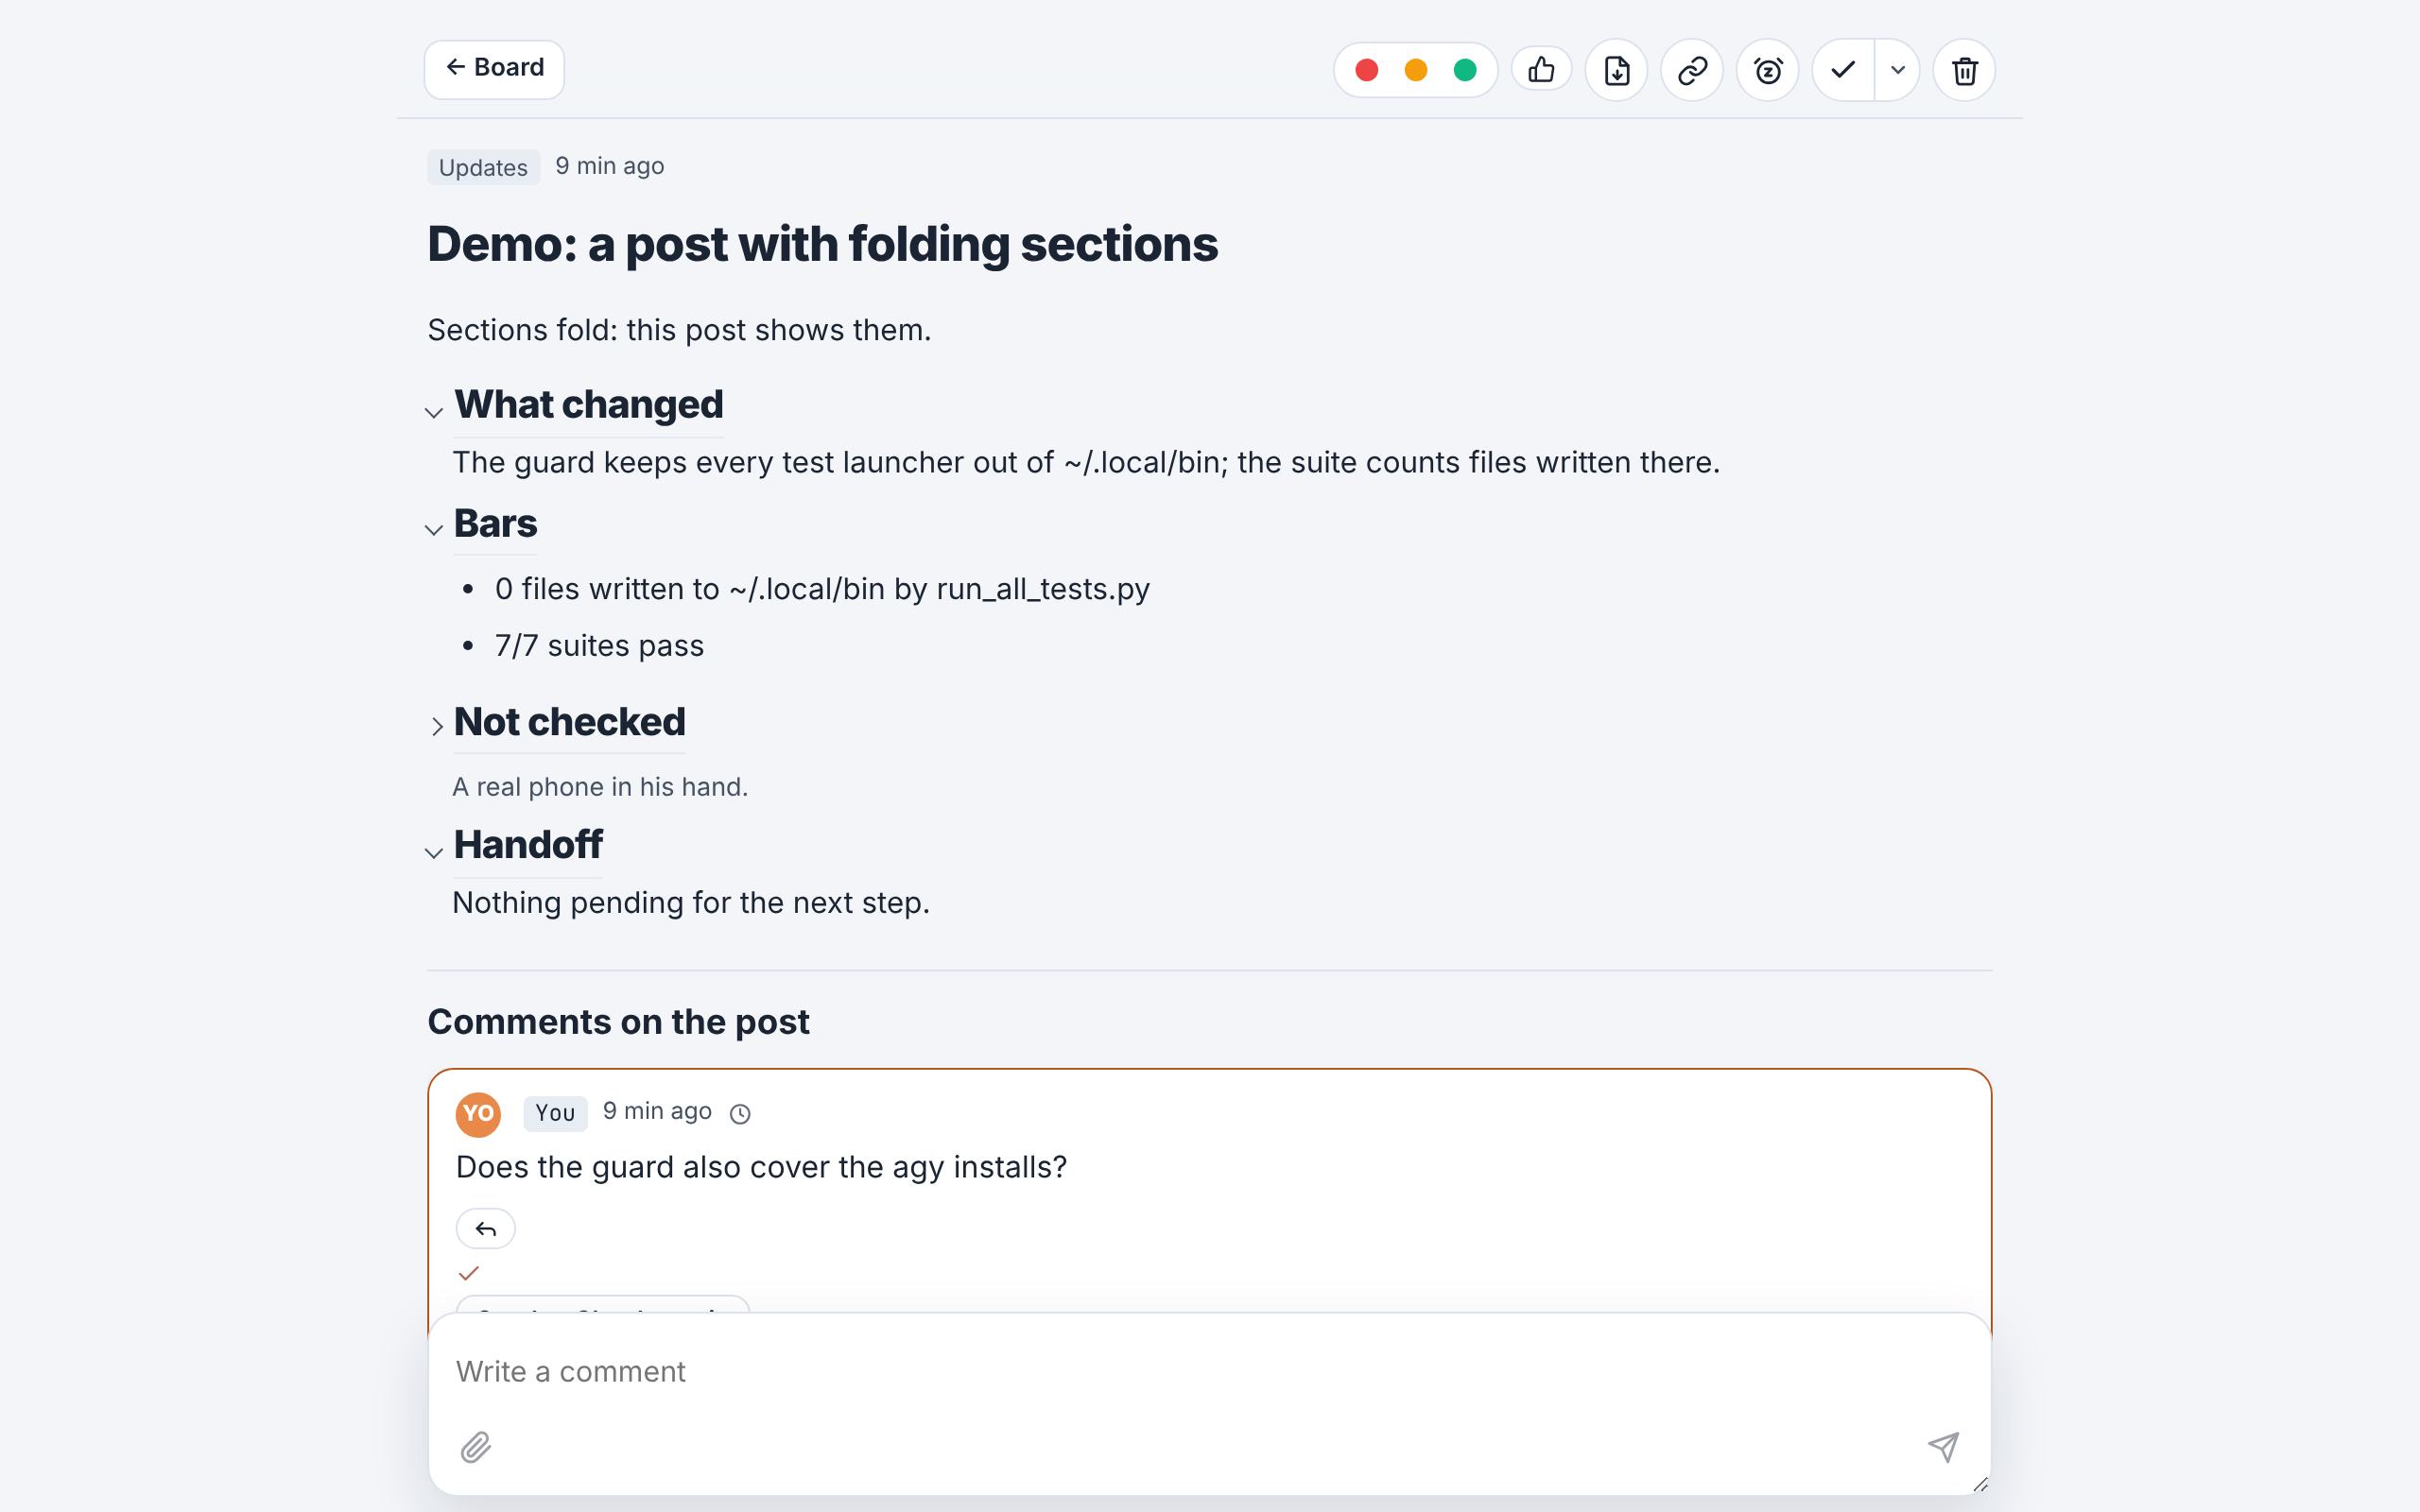 ← Board
Updates 9 min ago
Demo: a post with folding sections
Sections fold: this post shows them.
What changed
The guard keeps every test launcher out of ~/.local/bin; the suite counts files written there.
Bars
• 0 files written to ~/.local/bin by run_all_tests.py
• 7/7 suites pass
Not checked
A real phone in his hand.
Handoff
Nothing pending for the next step.
Comments on the post
YO You 9 min ago
Does the guard also cover the agy installs?
Write a comment